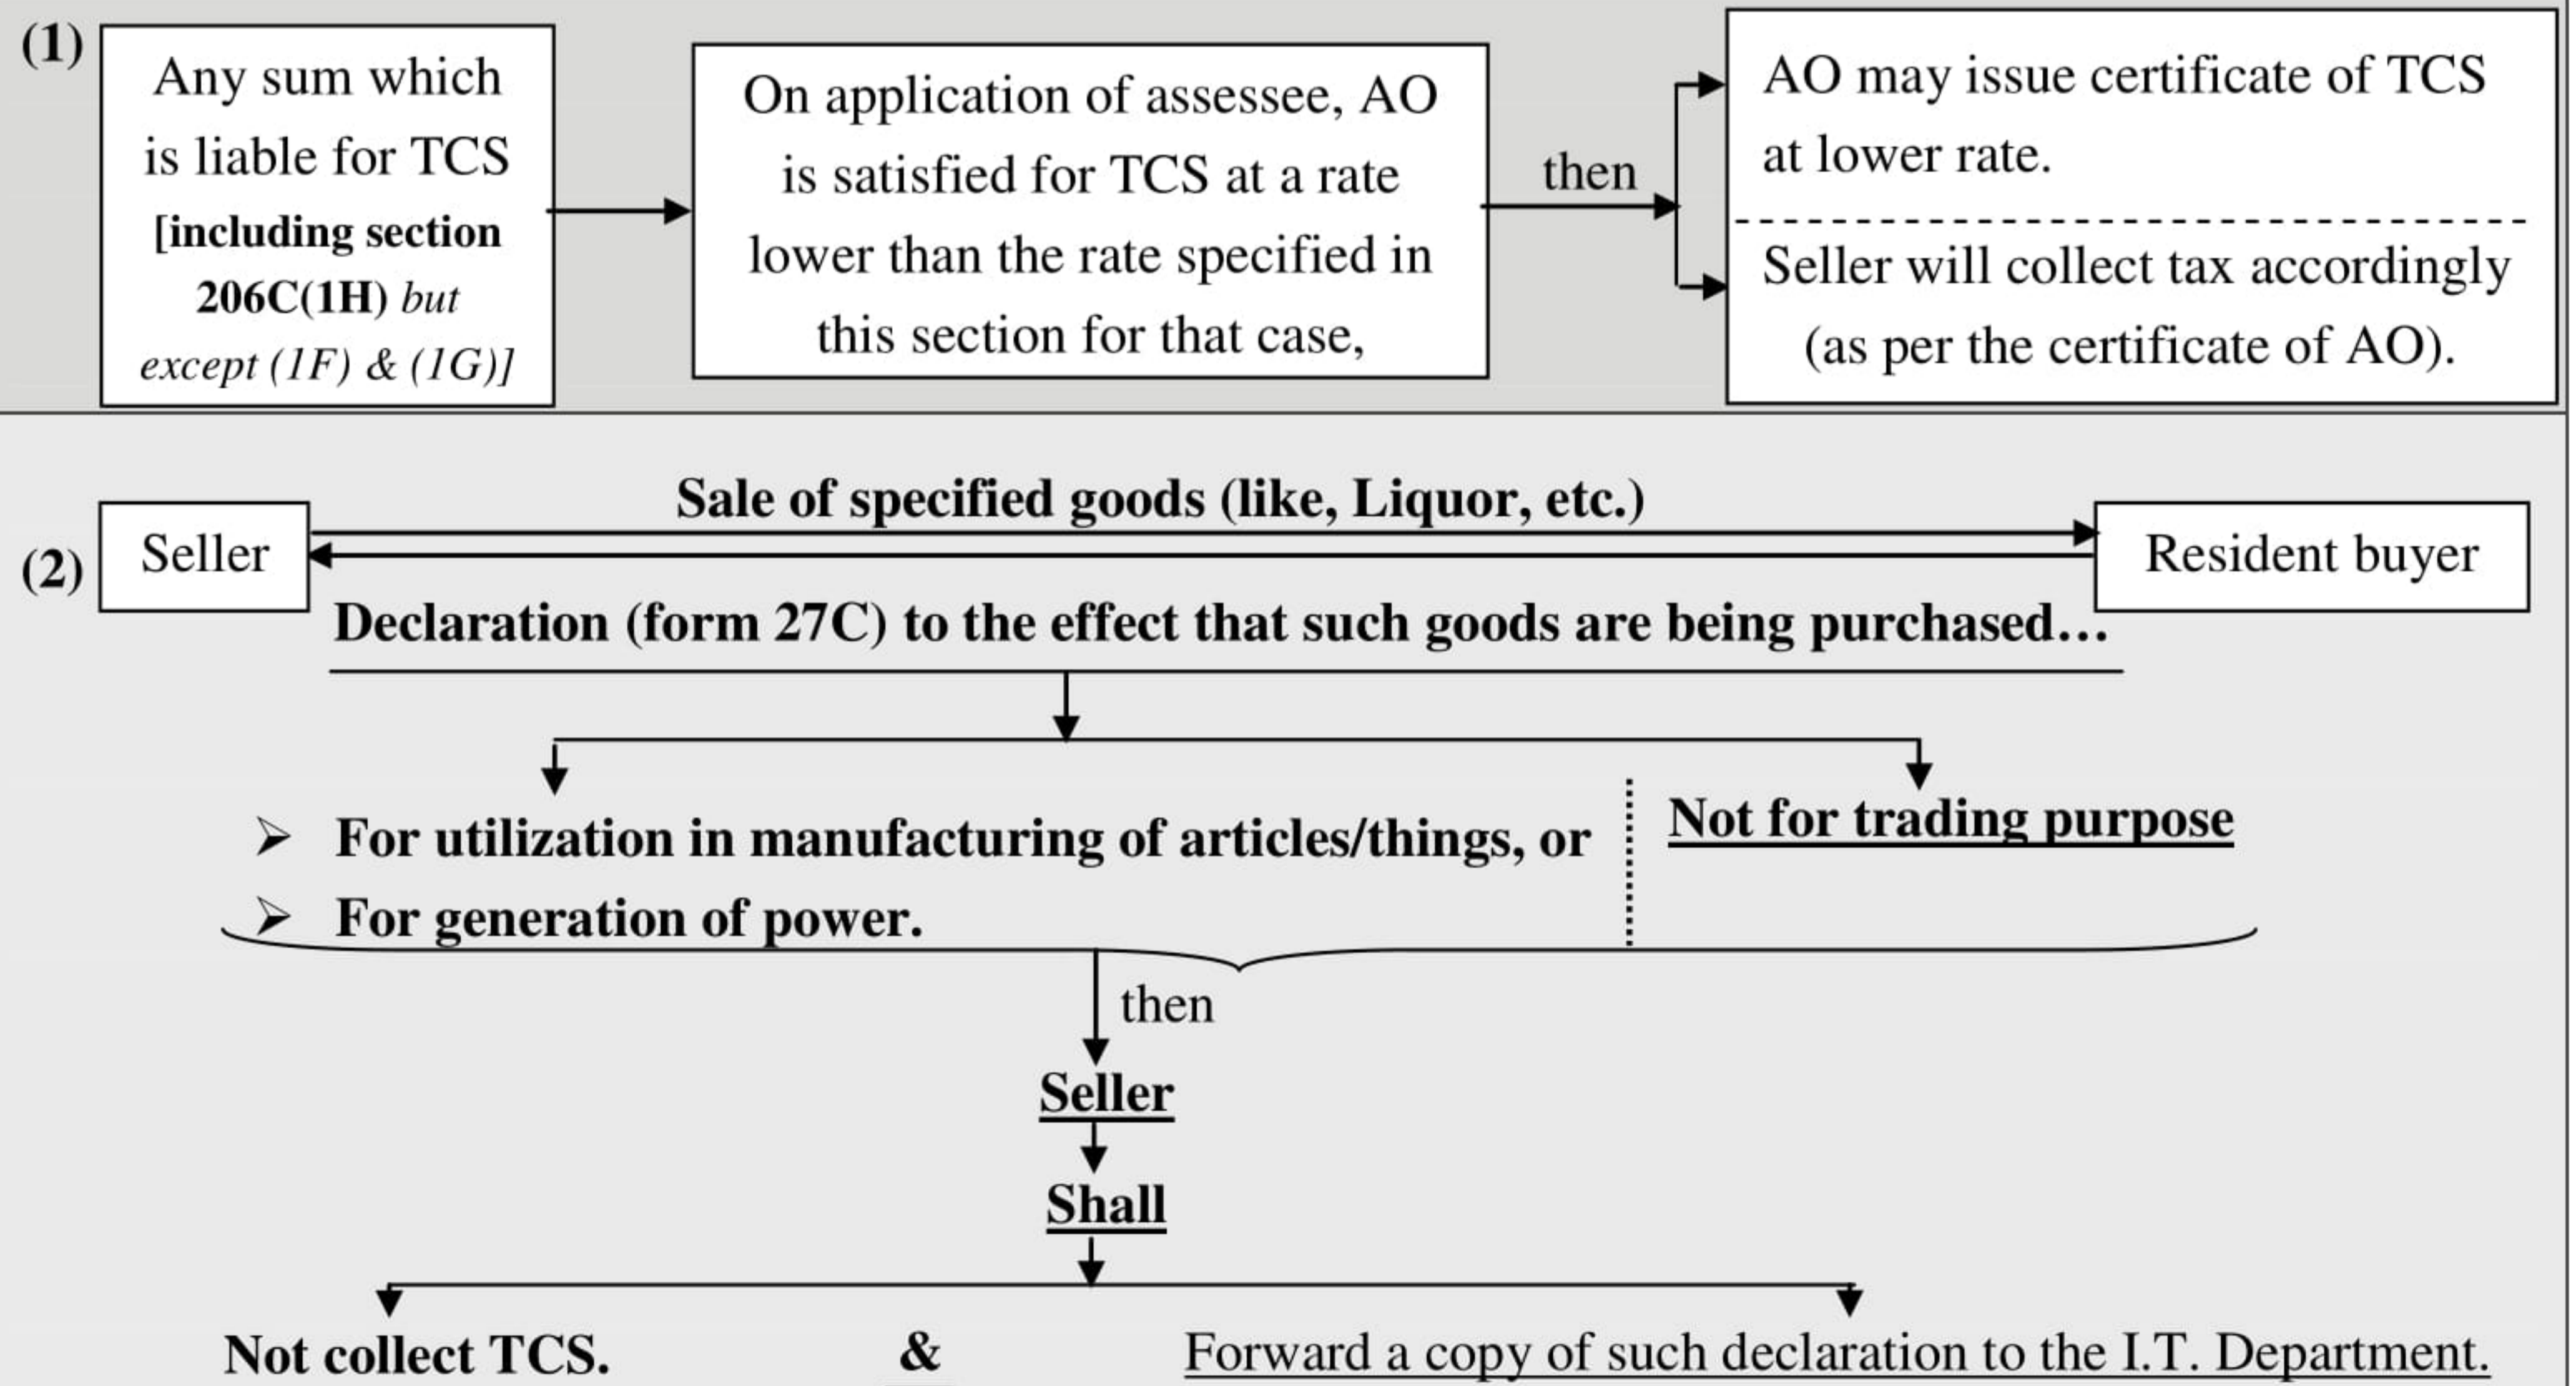 (1)
Any sum which
is liable for TCS
[including section
206C(1H) but
except (1F) & (1G)]
On application of assessee, AO
is satisfied for TCS at a rate
lower than the rate specified in
this section for that case,
then
AO may issue certificate of TCS
at lower rate.
Seller will collect tax accordingly
(as per the certificate of AO).
(2)
Seller
Sale of specified goods (like, Liquor, etc.)
Resident buyer
Declaration (form 27C) to the effect that such goods are being purchased…
➢ For utilization in manufacturing of articles/things, or
➢ For generation of power.
Not for trading purpose
then
Seller
Shall
Not collect TCS. & Forward a copy of such declaration to the I.T. Department.